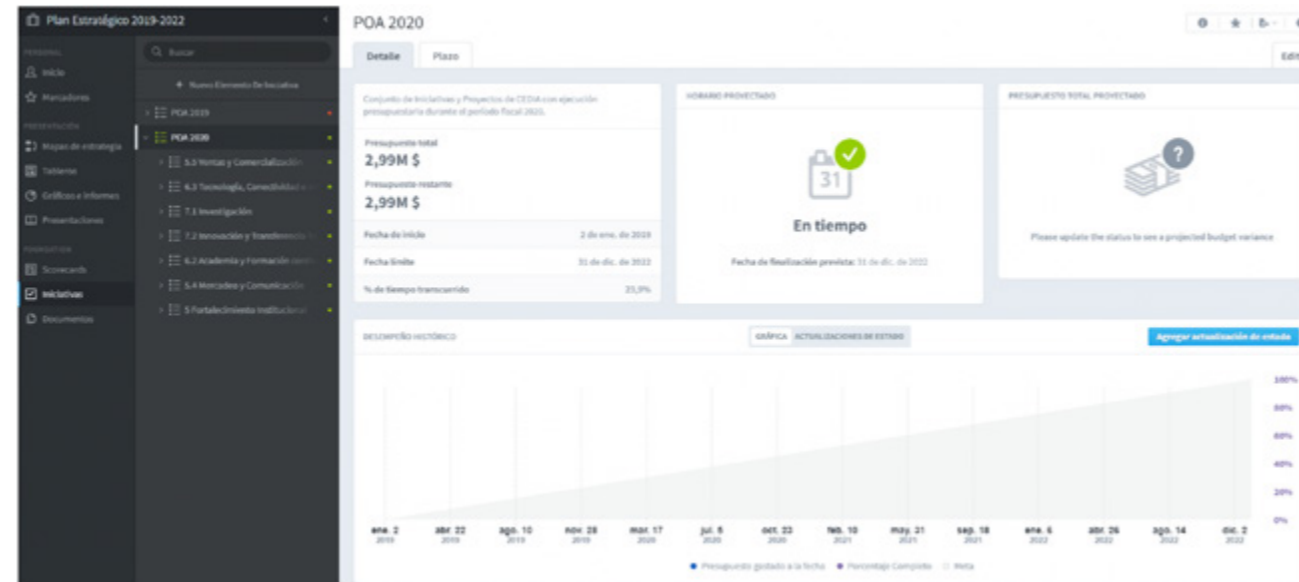 Plan Estratégico 2019-2022
PERSONAL
Inicio
Marcadores
PRESENTACIÓN
Mapas de estrategia
Tableros
Gráficos e Informes
Presentaciones
Scorecards
Iniciativas
Documentos
Buscar
+ Nuevo Elemento De Iniciativa
POA 2019
POA 2020
5.5 Ventas y Comercialización
6.3 Tecnología, Conectividad
7.1 Investigación
7.2 Innovación y Transferencia
6.2 Academia y Formación
5.4 Mercadeo y Comunicación
5 Fortalecimiento Institucional
POA 2020
Detalle
Plazo
Conjunto de Iniciativas y Proyectos de CEDIA con ejecución
presupuestaria durante el periodo fiscal 2020.
Presupuesto total
2,99M $
Presupuesto restante
2,99M $
Fecha de inicio 2 de ene. de 2019
Fecha límite 31 de dic. de 2022
% de tiempo transcurrido
HORARIO PROYECTADO
31
En tiempo
Fecha de finalización prevista: 31 de dic. de 2022
PRESUPUESTO TOTAL PROYECTADO
?
Please update the status to see a projected budget variance
DESEMPEÑO HISTÓRICO
GRÁFICA ACTUALIZACIONES DE ESTADO
Agregar actualización de estado
100%
80%
60%
40%
20%
0%
ene. 2 abr. 22 ago. 10 nov. 28 mar. 17 jul. 5 oct. 23 feb. 10 may. 31 sep. 18 ene. 6 abr. 26 ago. 14 dic. 2
2019 2019 2019 2019 2020 2020 2020 2021 2021 2021 2022 2022 2022 2022
Presupuesto gastado a la fecha Porcentaje Completo Meta